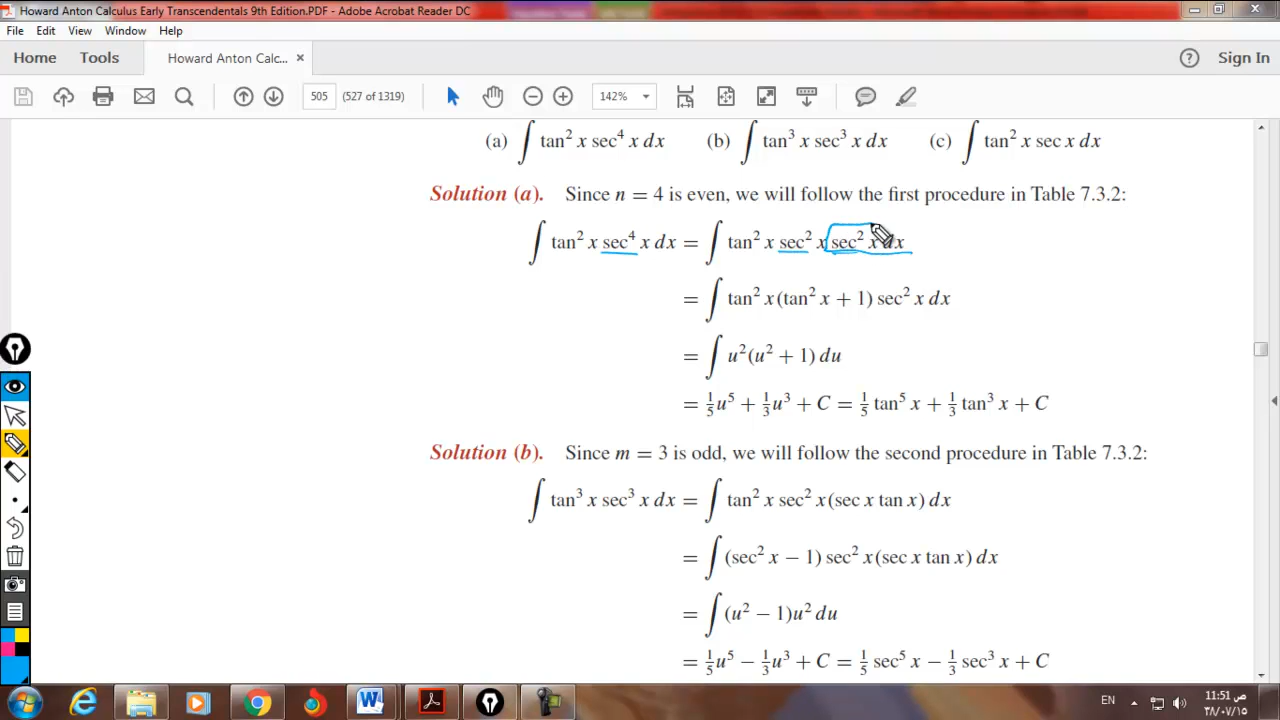 Howard Anton Calculus Early Transcendentals 9th Edition.PDF - Adobe Acrobat Reader DC
File Edit View Window Help
Home Tools Howard Anton Calc... × Sign In
505 (527 of 1319) 142%
(a) ∫ tan² x sec⁴ x dx (b) ∫ tan³ x sec³ x dx (c) ∫ tan² x sec x dx
Solution (a). Since n = 4 is even, we will follow the first procedure in Table 7.3.2:
∫ tan² x sec⁴ x dx = ∫ tan² x sec² x sec² x dx
= ∫ tan² x (tan² x + 1) sec² x dx
= ∫ u² (u² + 1) du
= 1/5 u⁵ + 1/3 u³ + C = 1/5 tan⁵ x + 1/3 tan³ x + C
Solution (b). Since m = 3 is odd, we will follow the second procedure in Table 7.3.2:
∫ tan³ x sec³ x dx = ∫ tan² x sec² x (sec x tan x) dx
= ∫ (sec² x − 1) sec² x (sec x tan x) dx
= ∫ (u² − 1)u² du
= 1/5 u⁵ − 1/3 u³ + C = 1/5 sec⁵ x − 1/3 sec³ x + C
EN
11:51 ص
٣٨/٠٧/١٥